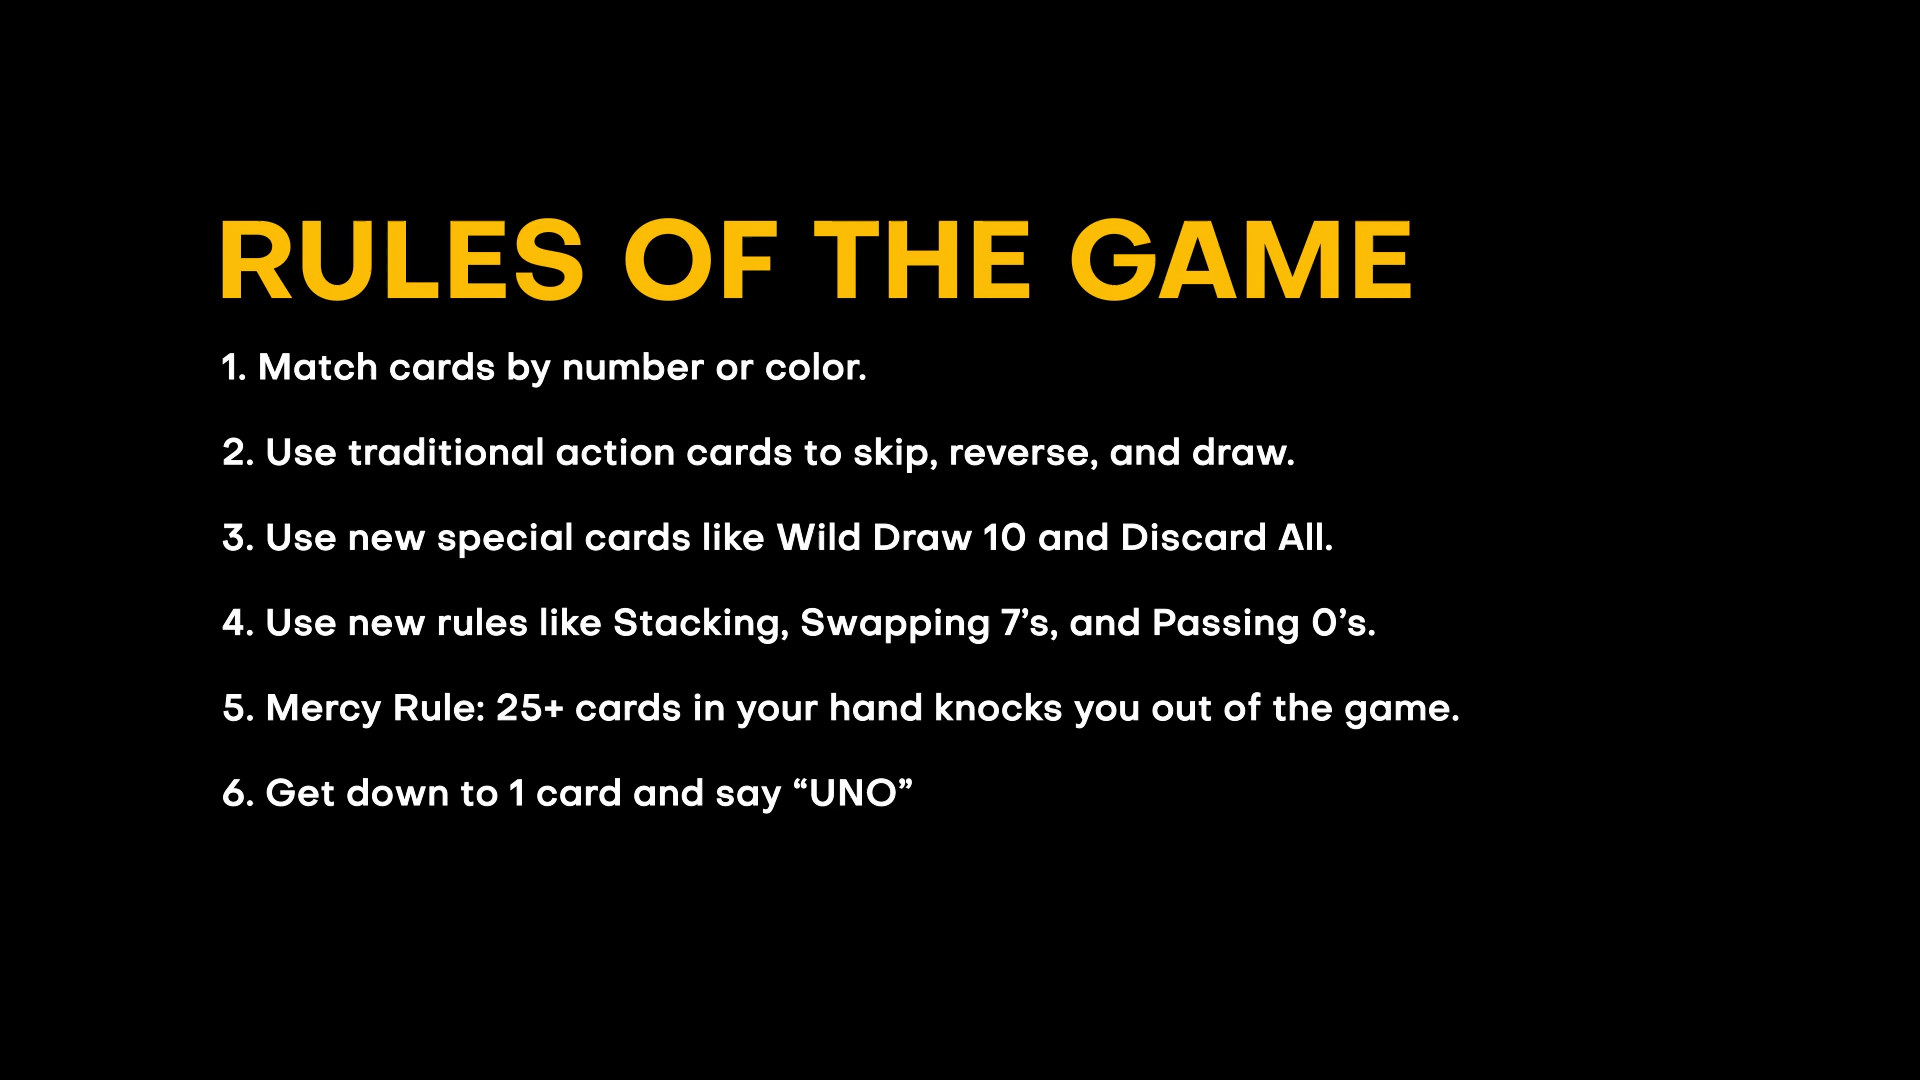 RULES OF THE GAME
1. Match cards by number or color.
2. Use traditional action cards to skip, reverse, and draw.
3. Use new special cards like Wild Draw 10 and Discard All.
4. Use new rules like Stacking, Swapping 7’s, and Passing 0’s.
5. Mercy Rule: 25+ cards in your hand knocks you out of the game.
6. Get down to 1 card and say “UNO”